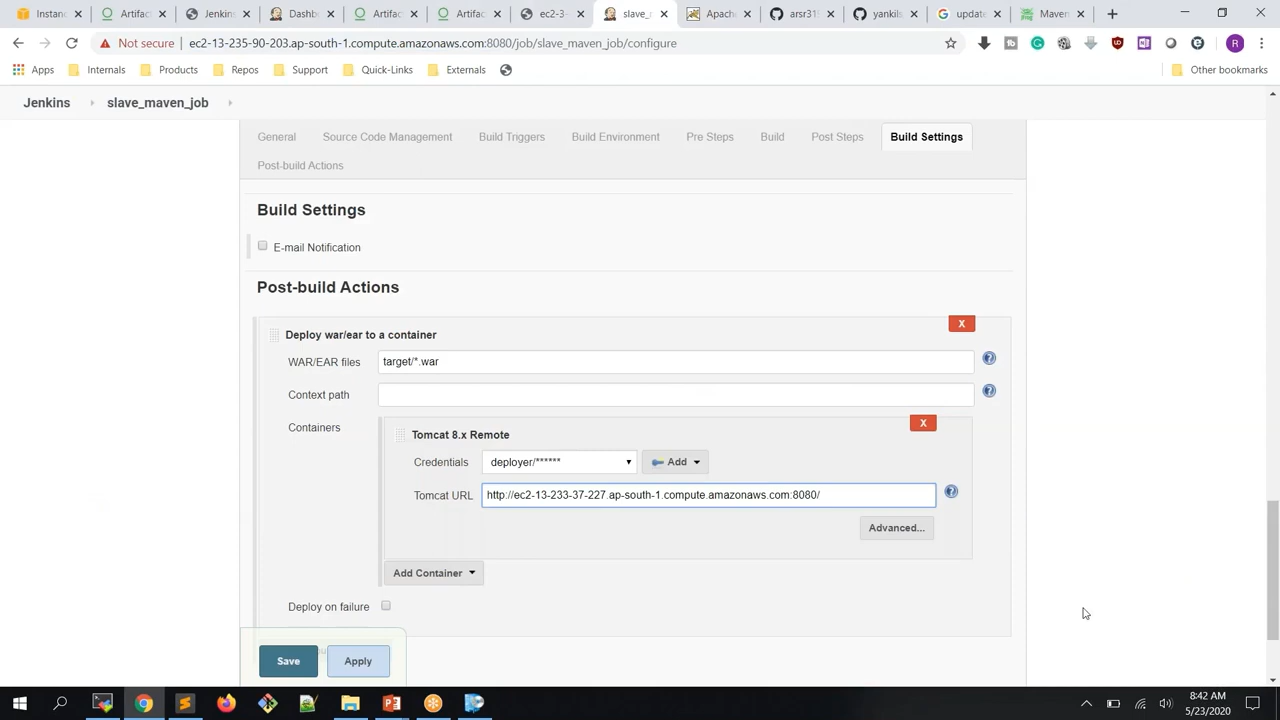 Instanc
Artifac
Jenkins
Dashb
Artifac
Artifac
ec2-3-
slave_
Apach
arsr31
yankils
update
Maven
Not secure
ec2-13-235-90-203.ap-south-1.compute.amazonaws.com:8080/job/slave_maven_job/configure
R
Apps
Internals
Products
Repos
Support
Quick-Links
Externals
Other bookmarks
Jenkins
slave_maven_job
General
Source Code Management
Build Triggers
Build Environment
Pre Steps
Build
Post Steps
Build Settings
Post-build Actions
Build Settings
E-mail Notification
Post-build Actions
X
Deploy war/ear to a container
WAR/EAR files
target/*.war
Context path
Containers
X
Tomcat 8.x Remote
Credentials
deployer/******
Add
Tomcat URL
http://ec2-13-233-37-227.ap-south-1.compute.amazonaws.com:8080/
Advanced...
Add Container
Deploy on failure
Save
Apply
8:42 AM
5/23/2020